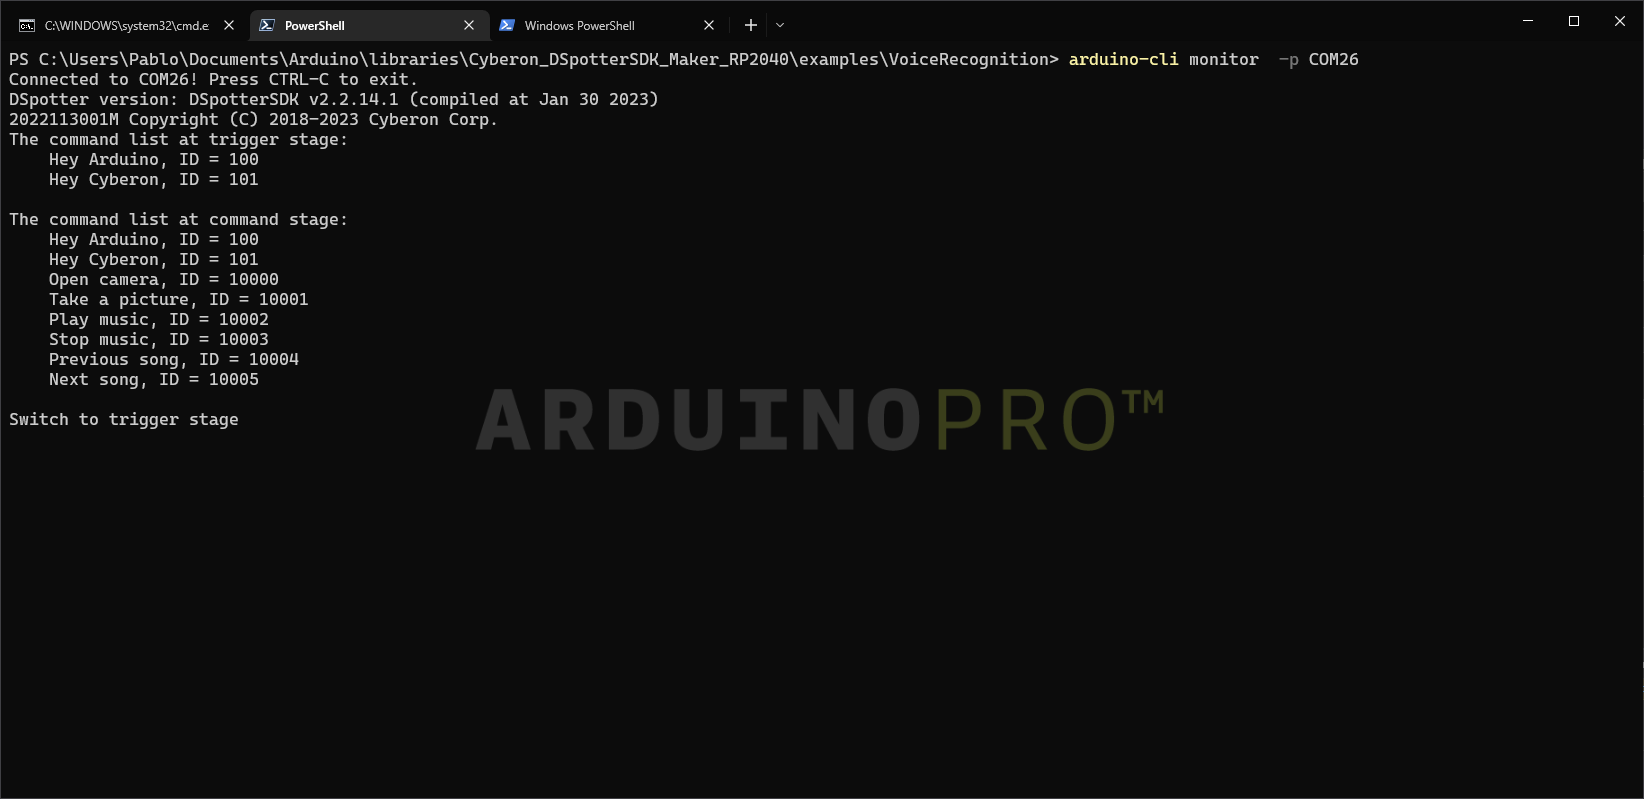 C:\WINDOWS\system32\cmd.e
PowerShell
Windows PowerShell
PS C:\Users\Pablo\Documents\Arduino\libraries\Cyberon_DSpotterSDK_Maker_RP2040\examples\VoiceRecognition> arduino-cli monitor  -p COM26
Connected to COM26! Press CTRL-C to exit.
DSpotter version: DSpotterSDK v2.2.14.1 (compiled at Jan 30 2023)
2022113001M Copyright (C) 2018-2023 Cyberon Corp.
The command list at trigger stage:
    Hey Arduino, ID = 100
    Hey Cyberon, ID = 101

The command list at command stage:
    Hey Arduino, ID = 100
    Hey Cyberon, ID = 101
    Open camera, ID = 10000
    Take a picture, ID = 10001
    Play music, ID = 10002
    Stop music, ID = 10003
    Previous song, ID = 10004
    Next song, ID = 10005

Switch to trigger stage
ARDUINOPRO™